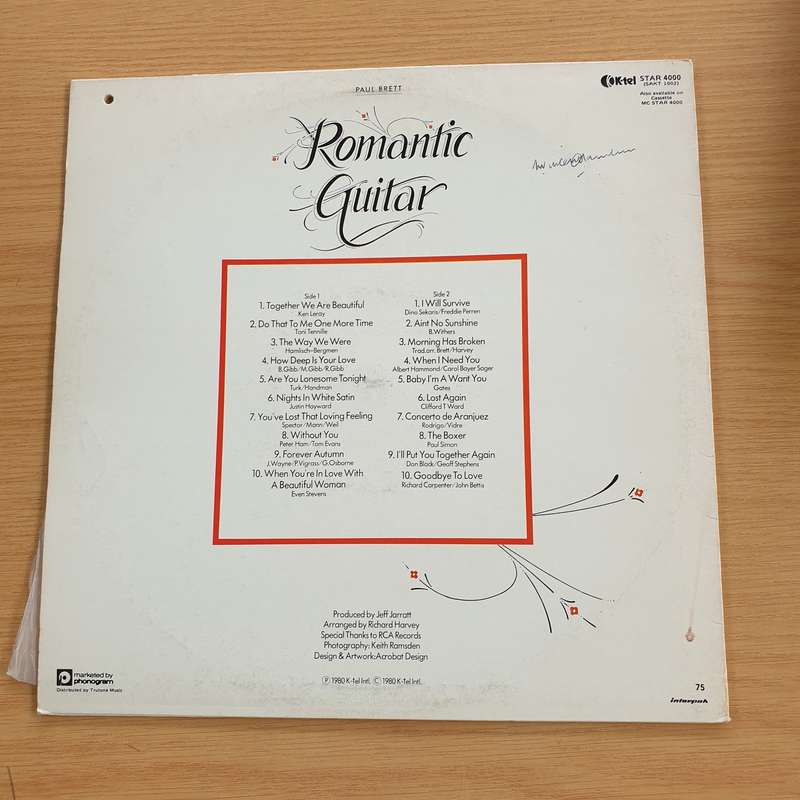 PAUL BRETT
K-tel STAR 4000
(SAKT 1002)
Also available on
Cassette
MC STAR 4000
Romantic
Guitar
Side 1
1. Together We Are Beautiful
Ken Leray
2. Do That To Me One More Time
Toni Tennille
3. The Way We Were
Hamlisch-Bergmen
4. How Deep Is Your Love
B.Gibb/M.Gibb/R.Gibb
5. Are You Lonesome Tonight
Turk/Handman
6. Nights In White Satin
Justin Hayward
7. You've Lost That Loving Feeling
Spector/Mann/Weil
8. Without You
Peter Ham/Tom Evans
9. Forever Autumn
J.Wayne/P.Vigrass/G.Osborne
10. When You're In Love With
A Beautiful Woman
Even Stevens
Side 2
1. I Will Survive
Dino Sekaris/Freddie Perren
2. Aint No Sunshine
B.Withers
3. Morning Has Broken
Trad.arr. Brett/Harvey
4. When I Need You
Albert Hammond/Carol Bayer Sager
5. Baby I'm A Want You
Gates
6. Lost Again
Clifford T Ward
7. Concerto de Aranjuez
Rodrigo/Vidre
8. The Boxer
Paul Simon
9. I'll Put You Together Again
Don Black/Geoff Stephens
10. Goodbye To Love
Richard Carpenter/John Bettis
Produced by Jeff Jarratt
Arranged by Richard Harvey
Special Thanks to RCA Records
Photography: Keith Ramsden
Design & Artwork:Acrobat Design
Ⓟ 1980 K-tel Intl. Ⓒ 1980 K-tel Intl.
marketed by
phonogram
Distributed by Trutone Music
75
interpak